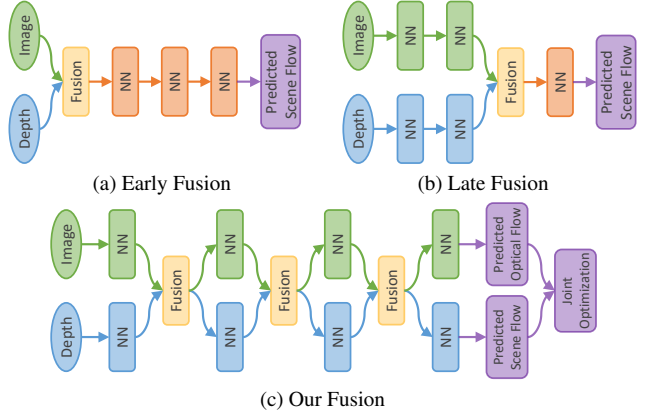 Image
Depth
Fusion
NN
NN
NN
Predicted
Scene Flow
(a) Early Fusion
Image
NN
NN
Depth
NN
NN
Fusion
NN
Predicted
Scene Flow
(b) Late Fusion
Image
NN
Depth
NN
Fusion
NN
NN
Fusion
NN
NN
Fusion
NN
NN
Predicted
Optical Flow
Predicted
Scene Flow
Joint
Optimization
(c) Our Fusion